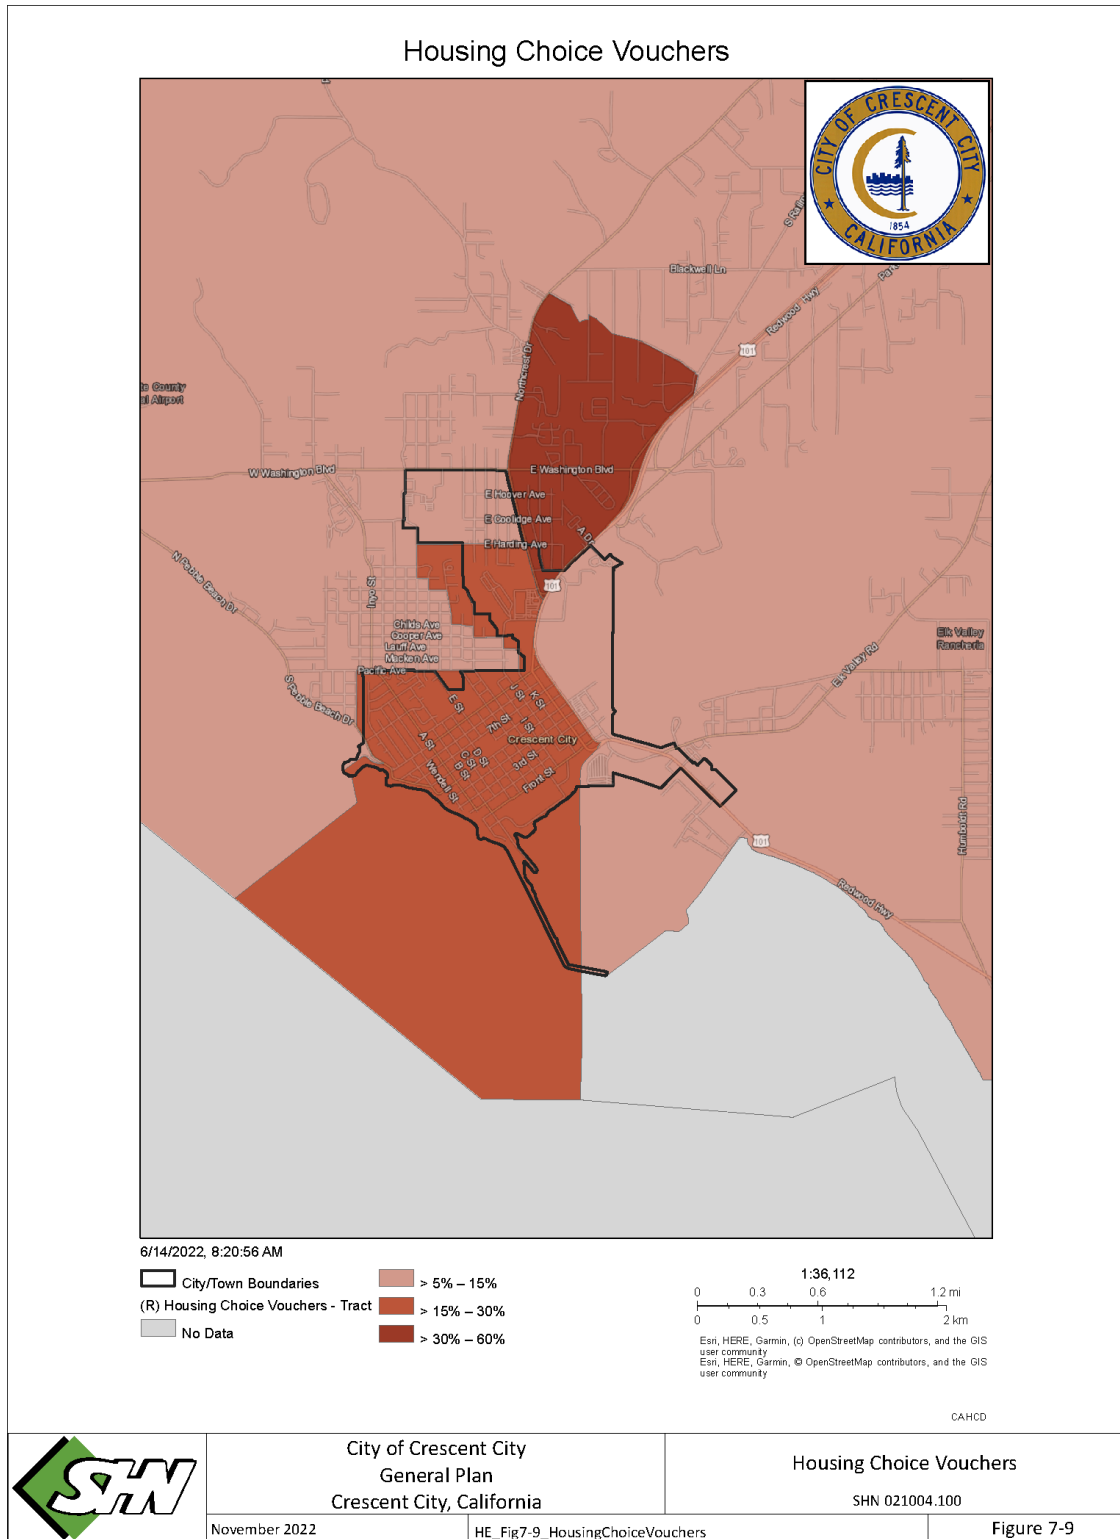 Housing Choice Vouchers
CITY OF CRESCENT CITY
1854
CALIFORNIA
Blackwell Ln
Redwood Hwy
101
Northcrest Dr
W Washington Blvd
E Washington Blvd
E Hoover Ave
E Coolidge Ave
E Harding Ave
A Dr
101
N Pebble Beach Dr
Inyo St
Childs Ave
Cooper Ave
Lauff Ave
Macken Ave
Pacific Ave
Elk Valley
Rancheria
Elk Valley Rd
S Pebble Beach Dr
E St
J St
K St
7th St
I St
Crescent City
A St
D St
C St
B St
3rd St
Front St
Wendell St
Humboldt Rd
101
Redwood Hwy
6/14/2022, 8:20:56 AM
City/Town Boundaries
(R) Housing Choice Vouchers - Tract
No Data
> 5% – 15%
> 15% – 30%
> 30% – 60%
1:36,112
0 0.3 0.6 1.2 mi
0 0.5 1 2 km
Esri, HERE, Garmin, (c) OpenStreetMap contributors, and the GIS
user community
Esri, HERE, Garmin, © OpenStreetMap contributors, and the GIS
user community
CAHCD
SHN
City of Crescent City
General Plan
Crescent City, California
Housing Choice Vouchers
SHN 021004.100
November 2022
HE_Fig7-9_HousingChoiceVouchers
Figure 7-9